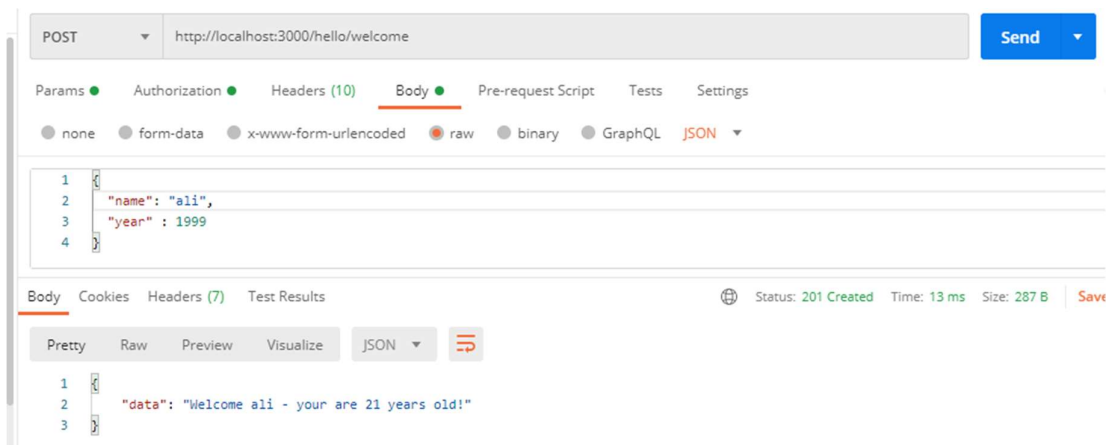 POST http://localhost:3000/hello/welcome Send
Params Authorization Headers (10) Body Pre-request Script Tests Settings
none form-data x-www-form-urlencoded raw binary GraphQL JSON
1 {
2 "name": "ali",
3 "year" : 1999
4 }
Body Cookies Headers (7) Test Results Status: 201 Created Time: 13 ms Size: 287 B Save
Pretty Raw Preview Visualize JSON
1 {
2 "data": "Welcome ali - your are 21 years old!"
3 }